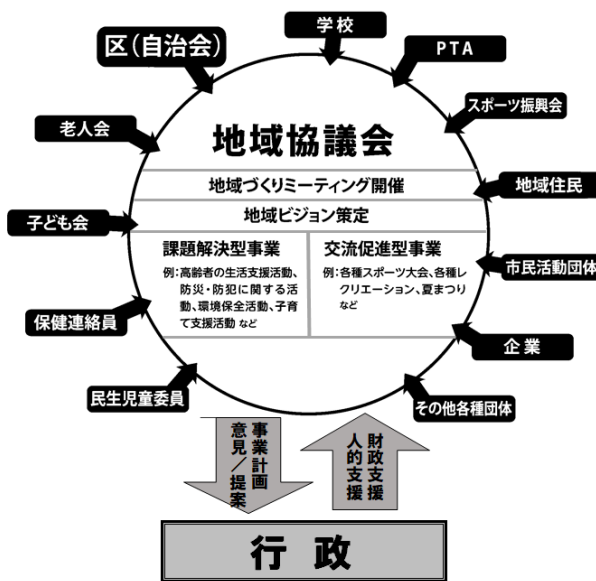 学校
区(自治会)
PTA
スポーツ振興会
老人会
地域協議会
地域づくりミーティング開催
地域住民
子ども会
地域ビジョン策定
課題解決型事業
例:高齢者の生活支援活動、
防災・防犯に関する活
動、環境保全活動、子育
て支援活動 など
交流促進型事業
例:各種スポーツ大会、各種レ
クリエーション、夏まつり
など
市民活動団体
保健連絡員
企業
民生児童委員
その他各種団体
事業計画
意見/提案
財政支援
人的支援
行政